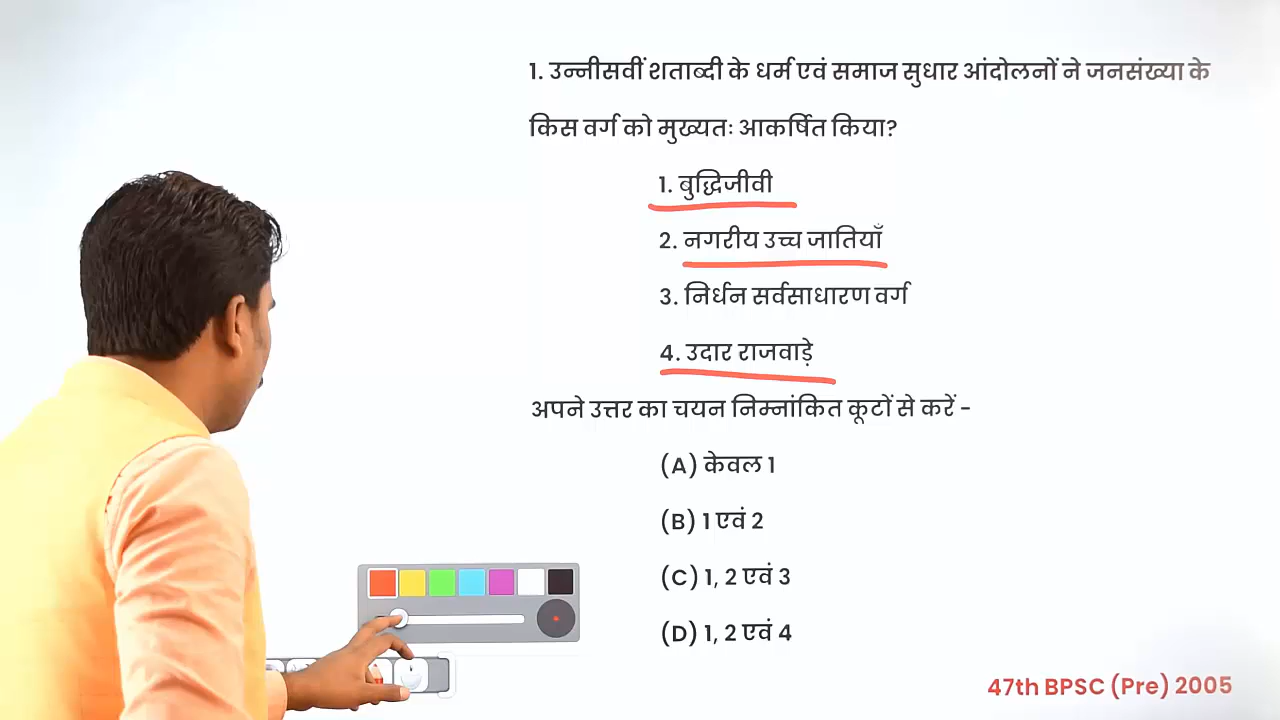 1. उन्नीसवीं शताब्दी के धर्म एवं समाज सुधार आंदोलनों ने जनसंख्या के
किस वर्ग को मुख्यतः आकर्षित किया?
1. बुद्धिजीवी
2. नगरीय उच्च जातियाँ
3. निर्धन सर्वसाधारण वर्ग
4. उदार राजवाड़े
अपने उत्तर का चयन निम्नांकित कूटों से करें -
(A) केवल 1
(B) 1 एवं 2
(C) 1, 2 एवं 3
(D) 1, 2 एवं 4
47th BPSC (Pre) 2005